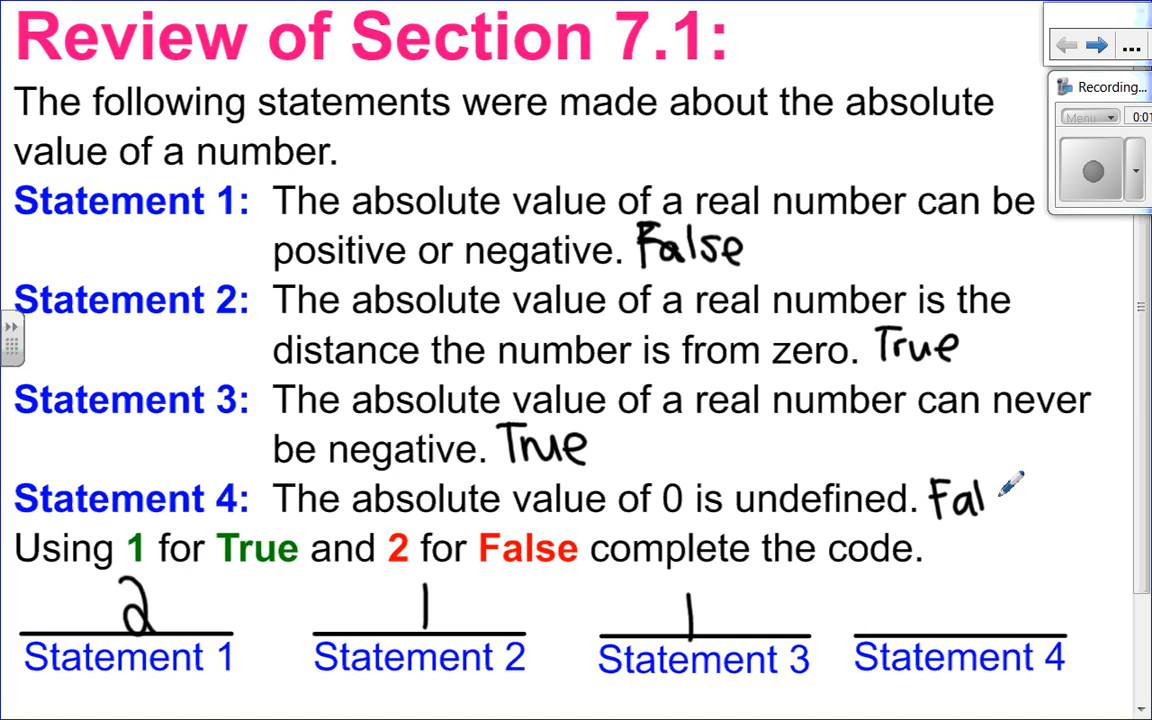 Review of Section 7.1:
The following statements were made about the absolute
value of a number.
Statement 1: The absolute value of a real number can be
positive or negative. False
Statement 2: The absolute value of a real number is the
distance the number is from zero. True
Statement 3: The absolute value of a real number can never
be negative. True
Statement 4: The absolute value of 0 is undefined. Fal
Using 1 for True and 2 for False complete the code.
2 1 1
Statement 1 Statement 2 Statement 3 Statement 4
...
Recording...
Menu 0:01